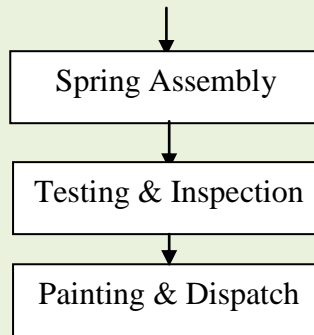 Spring Assembly
Testing & Inspection
Painting & Dispatch